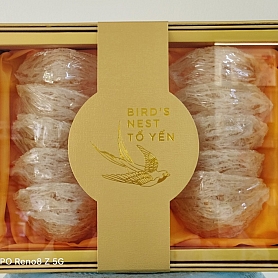 BIRD'S
NEST
TỔ YẾN
PO Reno8 Z 5G